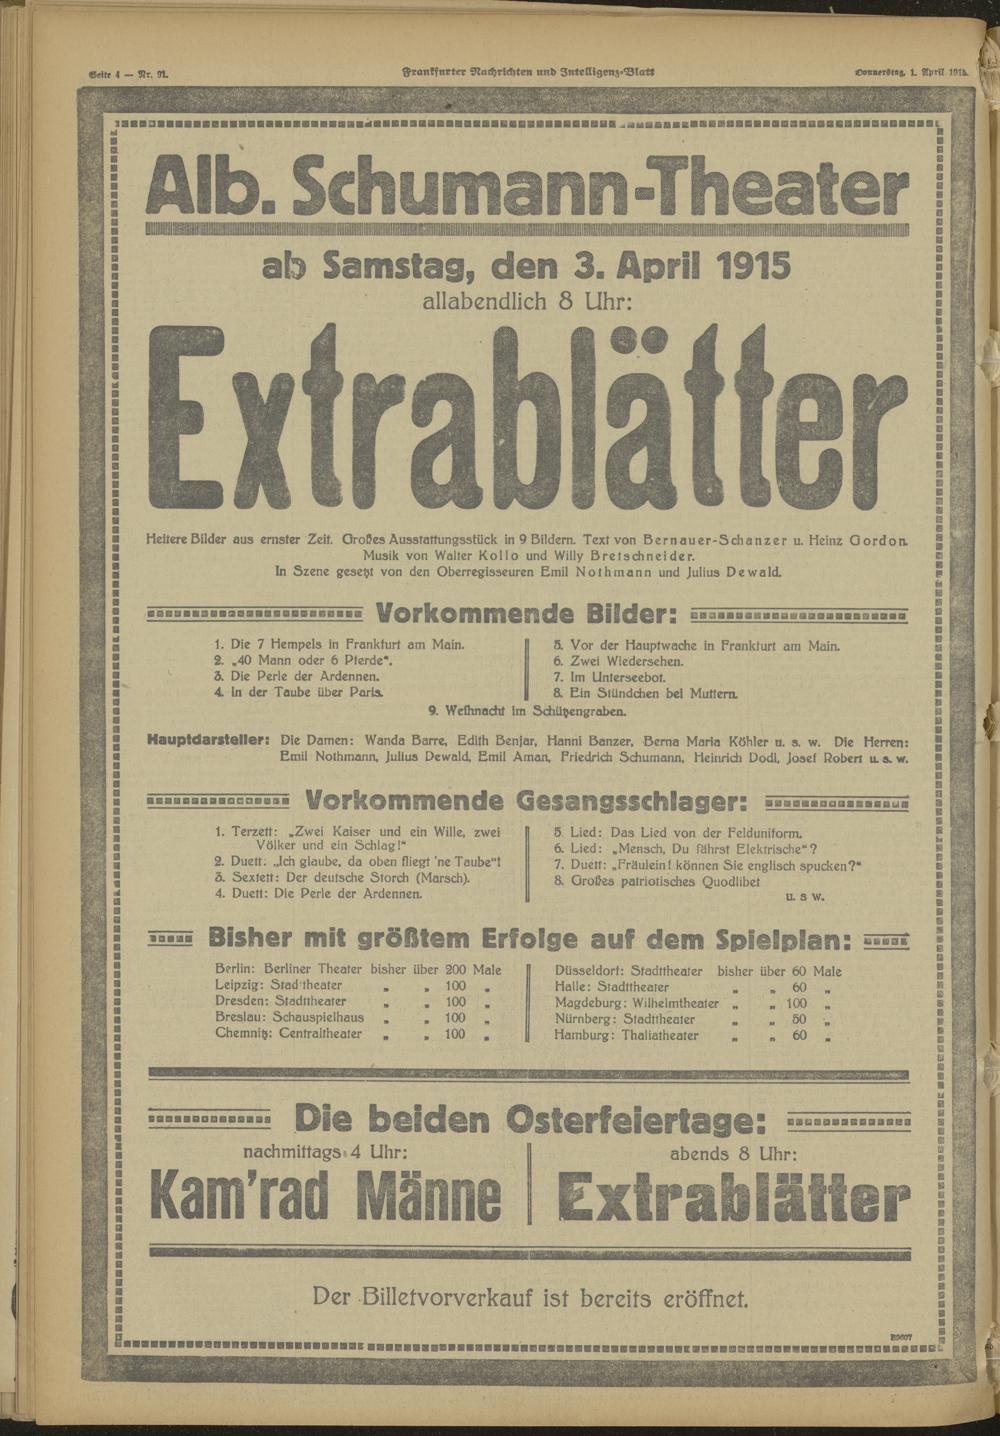 Seite 4 — Nr. 91.
Frankfurter Nachrichten und Intelligenz-Blatt
Donnerstag, 1. April 1915.
Alb. Schumann-Theater
ab Samstag, den 3. April 1915
allabendlich 8 Uhr:
Extrablätter
Heitere Bilder aus ernster Zeit. Großes Ausstattungsstück in 9 Bildern. Text von Bernauer-Schanzer u. Heinz Gordon.
Musik von Walter Kollo und Willy Bretschneider.
In Szene gesetzt von den Oberregisseuren Emil Nothmann und Julius Dewald.
Vorkommende Bilder:
1. Die 7 Hempels in Frankfurt am Main.
2. „40 Mann oder 6 Pferde“.
3. Die Perle der Ardennen.
4. In der Taube über Paris.
5. Vor der Hauptwache in Frankfurt am Main.
6. Zwei Wiedersehen.
7. Im Unterseebot.
8. Ein Stündchen bei Muttern.
9. Weihnacht im Schützengraben.
Hauptdarsteller: Die Damen: Wanda Barre, Edith Benjar, Hanni Banzer, Berna Maria Köhler u. s. w. Die Herren:
Emil Nothmann, Julius Dewald, Emil Aman, Friedrich Schumann, Heinrich Dodl, Josef Robert u. s. w.
Vorkommende Gesangsschlager:
1. Terzett: „Zwei Kaiser und ein Wille, zwei
Völker und ein Schlag!“
2. Duett: „Ich glaube, da oben fliegt 'ne Taube“!
3. Sextett: Der deutsche Storch (Marsch).
4. Duett: Die Perle der Ardennen.
5. Lied: Das Lied von der Felduniform.
6. Lied: „Mensch, Du fährst Elektrische“?
7. Duett: „Fräulein! können Sie englisch spucken?“
8. Großes patriotisches Quodlibet
u. s w.
Bisher mit größtem Erfolge auf dem Spielplan:
Berlin: Berliner Theater bisher über 200 Male
Leipzig: Stadttheater „ „ 100 „
Dresden: Stadttheater „ „ 100 „
Breslau: Schauspielhaus „ „ 100 „
Chemnitz: Centraltheater „ „ 100 „
Düsseldorf: Stadttheater bisher über 60 Male
Halle: Stadttheater „ „ 60 „
Magdeburg: Wilhelmtheater „ „ 100 „
Nürnberg: Stadttheater „ „ 50 „
Hamburg: Thaliatheater „ „ 60 „
Die beiden Osterfeiertage:
nachmittags 4 Uhr:
Kam'rad Männe
abends 8 Uhr:
Extrablätter
Der Billetvorverkauf ist bereits eröffnet.
B9607